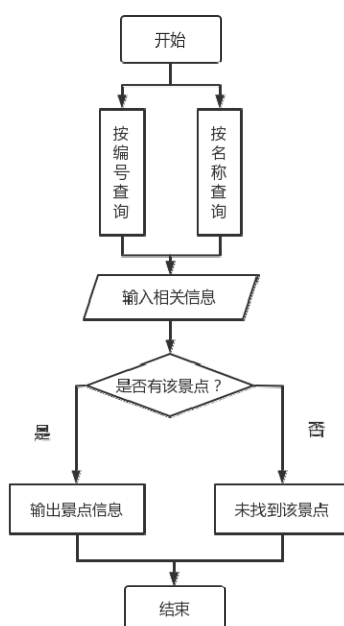 开始
按编号查询
按名称查询
输入相关信息
是否有该景点？
是
否
输出景点信息
未找到该景点
结束